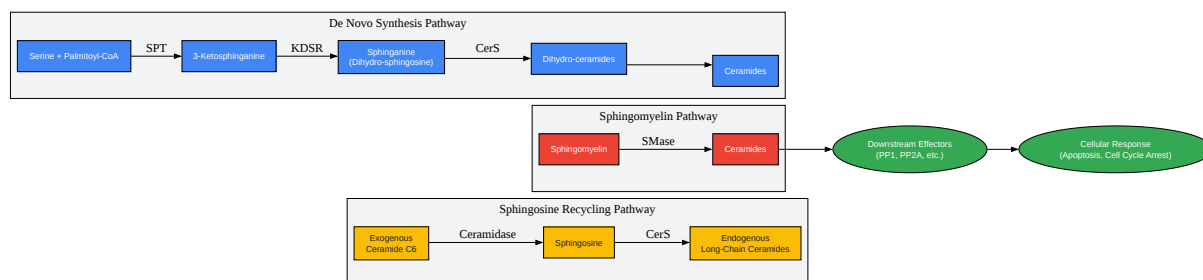 De Novo Synthesis Pathway
Serine + Palmitoyl-CoA
SPT
3-Ketosphinganine
KDSR
Sphinganine
(Dihydro-sphingosine)
CerS
Dihydro-ceramides
Ceramides
Sphingomyelin Pathway
Sphingomyelin
SMase
Ceramides
Downstream Effectors
(PP1, PP2A, etc.)
Cellular Response
(Apoptosis, Cell Cycle Arrest)
Sphingosine Recycling Pathway
Exogenous
Ceramide C6
Ceramidase
Sphingosine
CerS
Endogenous
Long-Chain Ceramides